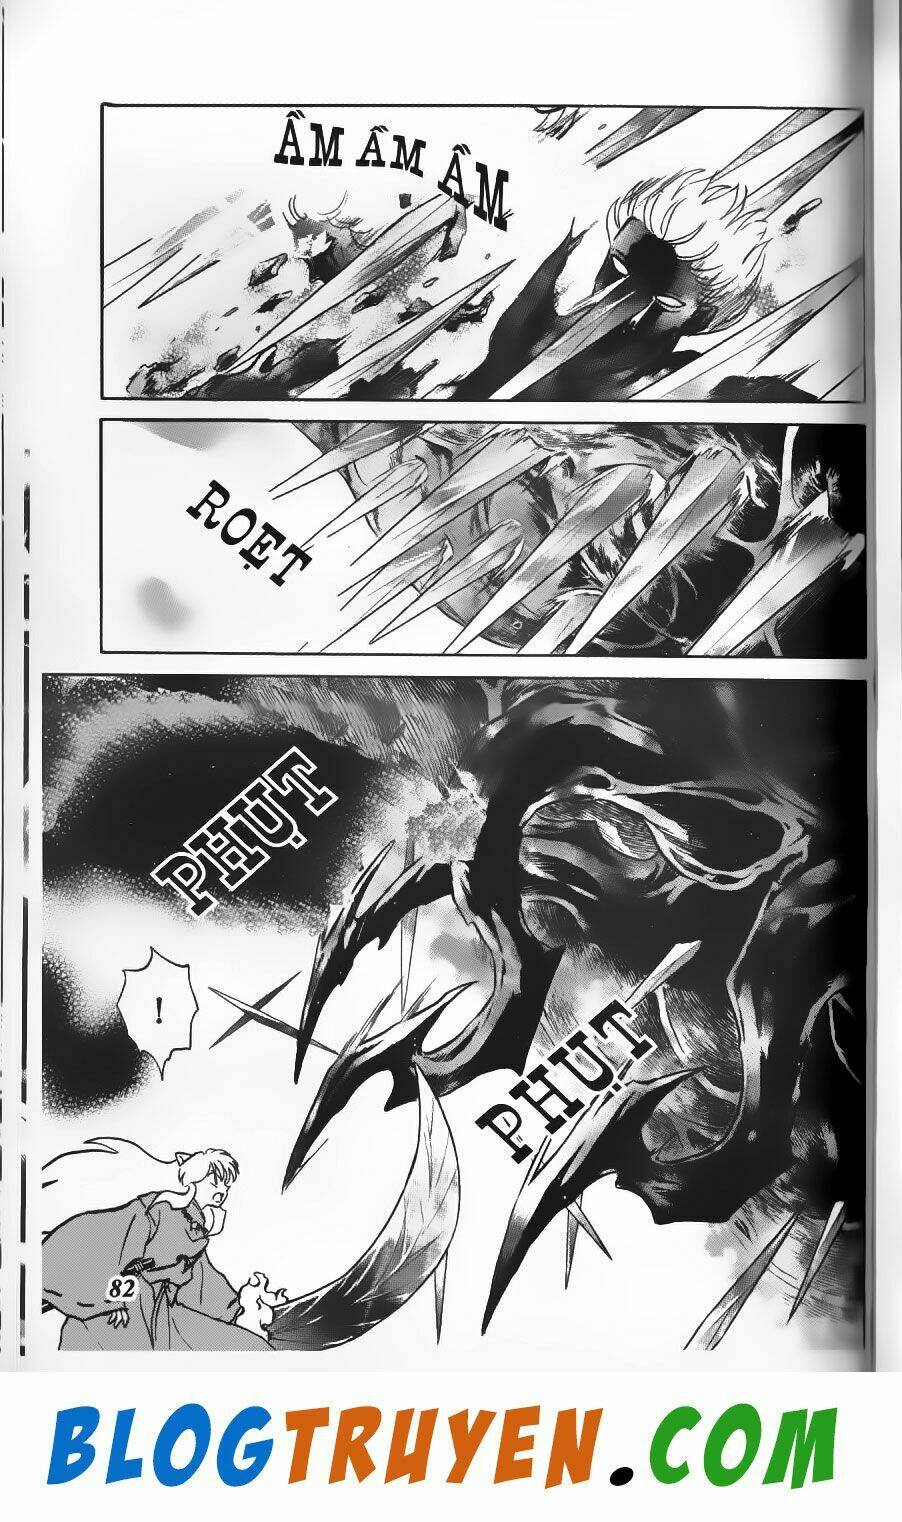 ẦM ẦM ẦM
ROẸT
PHỤT
!
PHỤT
82
BLOGTRUYEN.COM